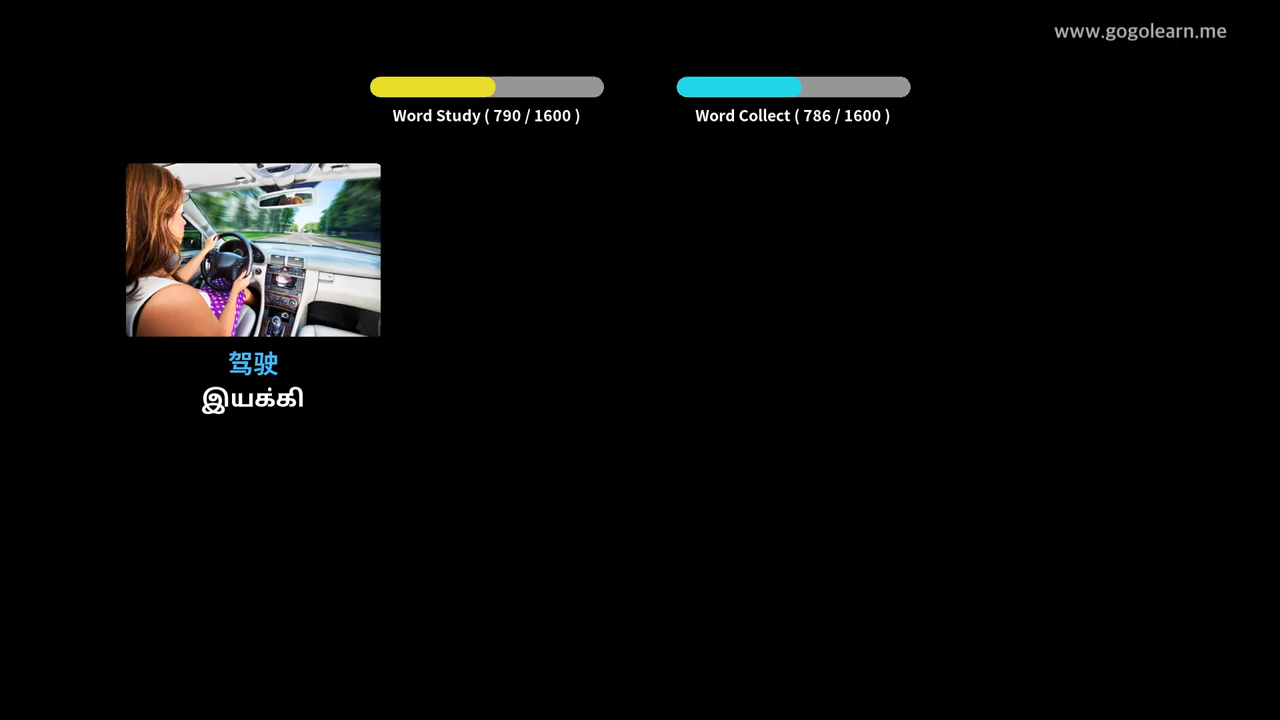 www.gogolearn.me
Word Study ( 790 / 1600 )
Word Collect ( 786 / 1600 )
驾驶
இயக்கி